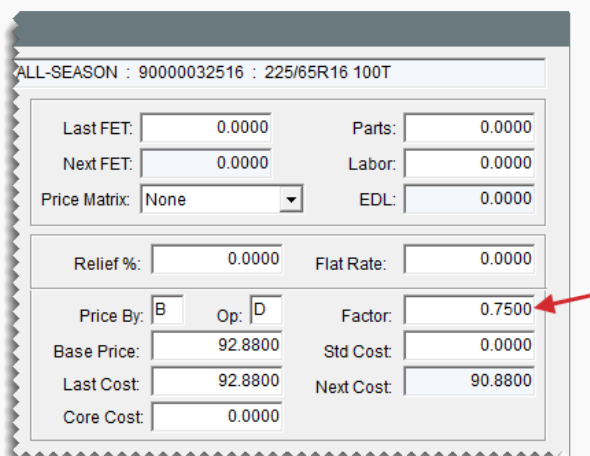 ALL-SEASON : 90000032516 : 225/65R16 100T
Last FET: 0.0000 Parts: 0.0000
Next FET: 0.0000 Labor: 0.0000
Price Matrix: None EDL: 0.0000
Relief %: 0.0000 Flat Rate: 0.0000
Price By: B Op: D Factor: 0.7500
Base Price: 92.8800 Std Cost: 0.0000
Last Cost: 92.8800 Next Cost: 90.8800
Core Cost: 0.0000